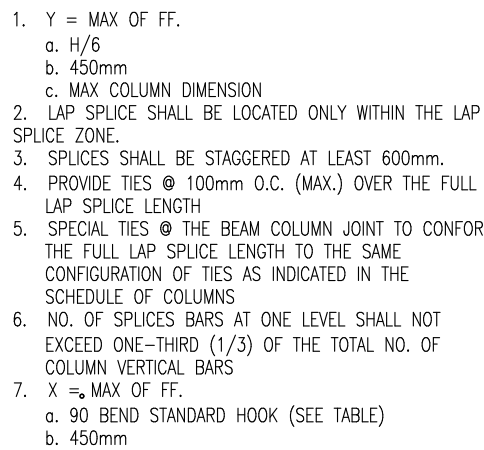 1. Y = MAX OF FF.
a. H/6
b. 450mm
c. MAX COLUMN DIMENSION
2. LAP SPLICE SHALL BE LOCATED ONLY WITHIN THE LAP
SPLICE ZONE.
3. SPLICES SHALL BE STAGGERED AT LEAST 600mm.
4. PROVIDE TIES @ 100mm O.C. (MAX.) OVER THE FULL
LAP SPLICE LENGTH
5. SPECIAL TIES @ THE BEAM COLUMN JOINT TO CONFOR
THE FULL LAP SPLICE LENGTH TO THE SAME
CONFIGURATION OF TIES AS INDICATED IN THE
SCHEDULE OF COLUMNS
6. NO. OF SPLICES BARS AT ONE LEVEL SHALL NOT
EXCEED ONE-THIRD (1/3) OF THE TOTAL NO. OF
COLUMN VERTICAL BARS
7. X = MAX OF FF.
a. 90° BEND STANDARD HOOK (SEE TABLE)
b. 450mm